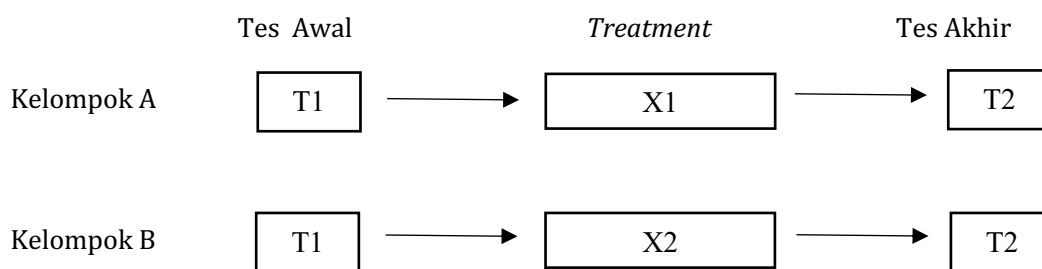 Tes Awal Treatment Tes Akhir
Kelompok A T1 X1 T2
Kelompok B T1 X2 T2